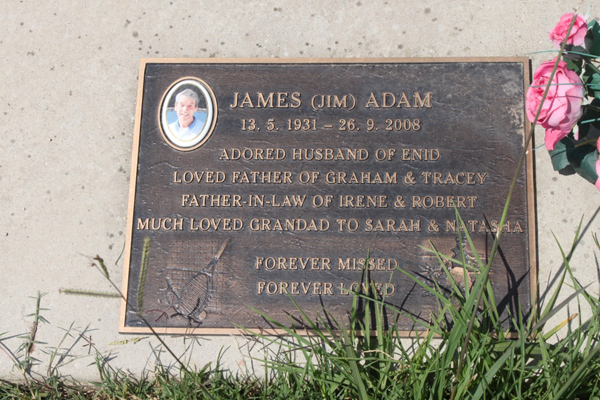 JAMES (JIM) ADAM
13. 5. 1931 – 26. 9. 2008
ADORED HUSBAND OF ENID
LOVED FATHER OF GRAHAM & TRACEY
FATHER-IN-LAW OF IRENE & ROBERT
MUCH LOVED GRANDAD TO SARAH & NATASHA
FOREVER MISSED
FOREVER LOVED